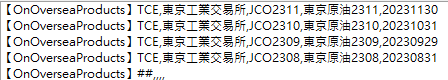 【OnOverseaProducts】TCE,東京工業交易所,JCO2311,東京原油2311,20231130
【OnOverseaProducts】TCE,東京工業交易所,JCO2310,東京原油2310,20231031
【OnOverseaProducts】TCE,東京工業交易所,JCO2309,東京原油2309,20230929
【OnOverseaProducts】TCE,東京工業交易所,JCO2308,東京原油2308,20230831
【OnOverseaProducts】##,,,,